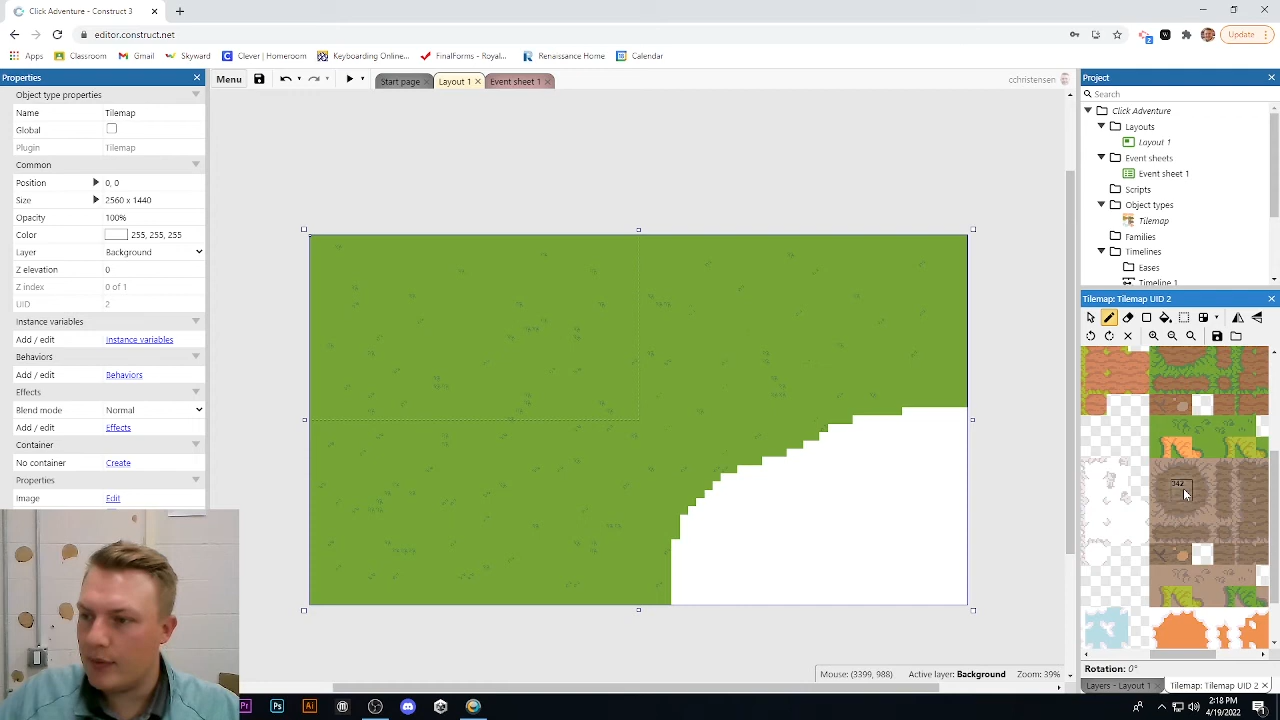 Click Adventure - Construct 3
editor.construct.net
Update
Apps
Classroom
Gmail
Skyward
Clever | Homeroom
Keyboarding Online...
FinalForms - Royal...
Renaissance Home
Calendar
Properties
Menu
Start page
Layout 1
Event sheet 1
cchristensen
Project
Object type properties
Name Tilemap
Global
Plugin Tilemap
Common
Position 0, 0
Size 2560 x 1440
Opacity 100%
Color 255, 255, 255
Layer Background
Z elevation 0
Z index 0 of 1
UID 2
Instance variables
Add / edit Instance variables
Behaviors
Add / edit Behaviors
Effects
Blend mode Normal
Add / edit Effects
Container
No container Create
Properties
Image Edit
Search
Click Adventure
Layouts
Layout 1
Event sheets
Event sheet 1
Scripts
Object types
Tilemap
Families
Timelines
Eases
Timeline 1
Tilemap: Tilemap UID 2
342
Rotation: 0°
Mouse: (3399, 988)
Active layer: Background
Zoom: 39%
Layers - Layout 1
Tilemap: Tilemap UID 2
Pr
Ps
Ai
2:18 PM
4/19/2022